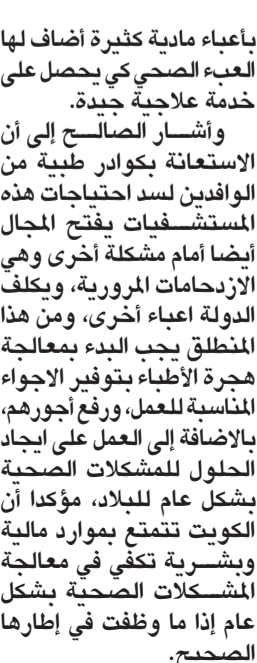 بأعباء مادية كثيرة أضاف لها
العبء الصحي كي يحصل على
خدمة علاجية جيدة.
وأشار الصالح إلى أن
الاستعانة بكوادر طبية من
الوافدين لسد احتياجات هذه
المستشفيات يفتح المجال
أيضا أمام مشكلة أخرى وهي
الازدحامات المرورية، ويكلف
الدولة اعباء أخرى، ومن هذا
المنطلق يجب البدء بمعالجة
هجرة الأطباء بتوفير الاجواء
المناسبة للعمل، ورفع أجورهم،
بالاضافة إلى العمل على ايجاد
الحلول للمشكلات الصحية
بشكل عام للبلاد، مؤكدا أن
الكويت تتمتع بموارد مالية
وبشرية تكفي في معالجة
المشكلات الصحية بشكل
عام إذا ما وظفت في إطارها
الصحيح.